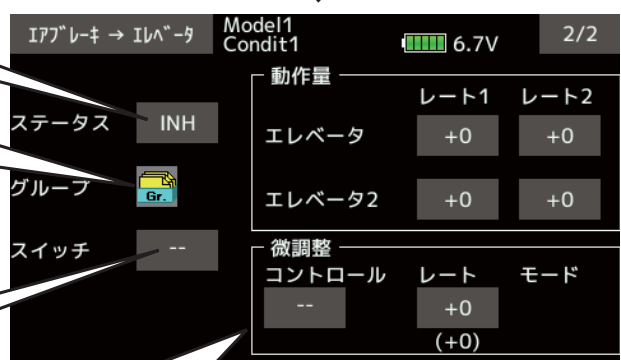 ｴｱﾌﾞﾚｰｷ → ｴﾚﾍﾞｰﾀ
Model1
Condit1
6.7V
2/2
ステータス
INH
グループ
Gr.
スイッチ
--
動作量
レート1 レート2
エレベータ +0 +0
エレベータ2 +0 +0
微調整
コントロール レート モード
-- +0
(+0)